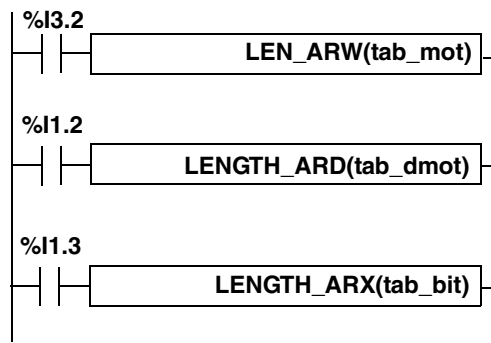 %I3.2
LEN_ARW(tab_mot)
%I1.2
LENGTH_ARD(tab_dmot)
%I1.3
LENGTH_ARX(tab_bit)